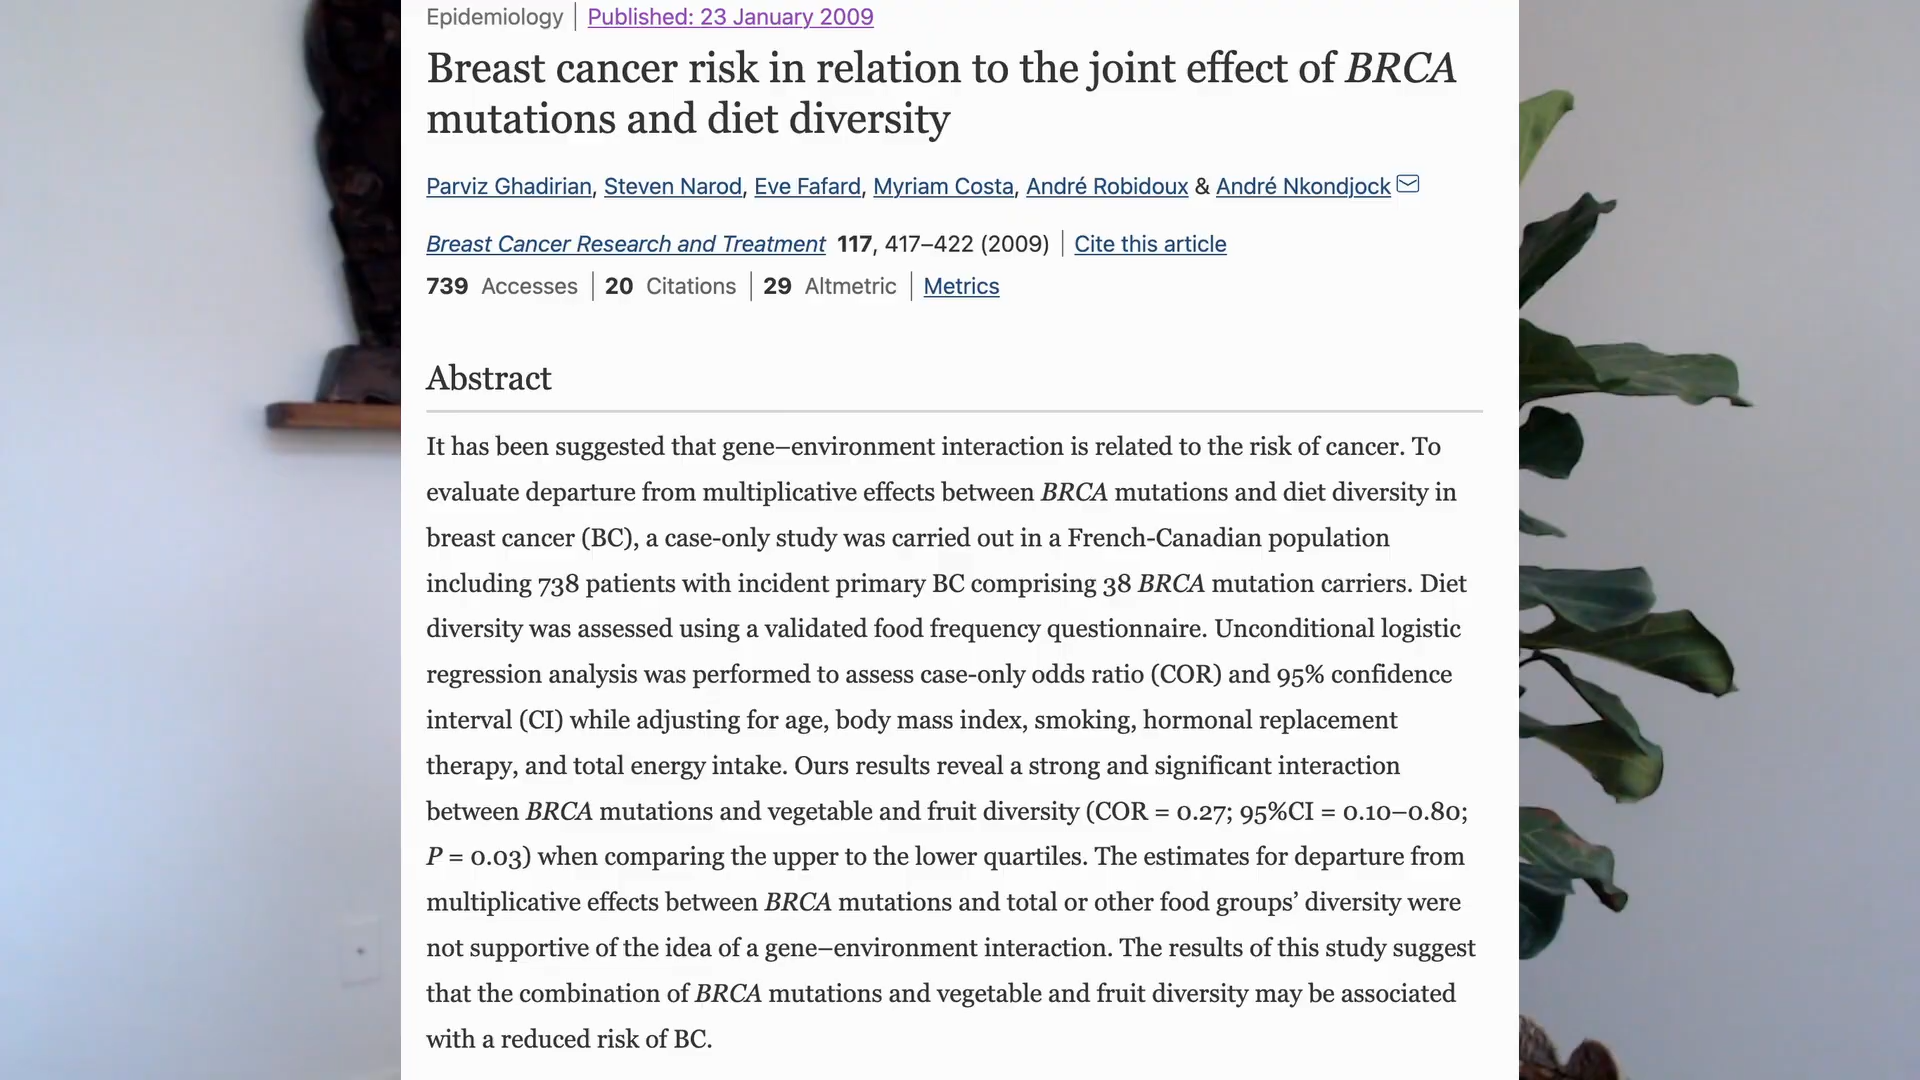 Epidemiology | Published: 23 January 2009
Breast cancer risk in relation to the joint effect of BRCA
mutations and diet diversity
Parviz Ghadirian, Steven Narod, Eve Fafard, Myriam Costa, André Robidoux & André Nkondjock
Breast Cancer Research and Treatment 117, 417–422 (2009) | Cite this article
739 Accesses | 20 Citations | 29 Altmetric | Metrics
Abstract
It has been suggested that gene–environment interaction is related to the risk of cancer. To
evaluate departure from multiplicative effects between BRCA mutations and diet diversity in
breast cancer (BC), a case-only study was carried out in a French-Canadian population
including 738 patients with incident primary BC comprising 38 BRCA mutation carriers. Diet
diversity was assessed using a validated food frequency questionnaire. Unconditional logistic
regression analysis was performed to assess case-only odds ratio (COR) and 95% confidence
interval (CI) while adjusting for age, body mass index, smoking, hormonal replacement
therapy, and total energy intake. Ours results reveal a strong and significant interaction
between BRCA mutations and vegetable and fruit diversity (COR = 0.27; 95%CI = 0.10–0.80;
P = 0.03) when comparing the upper to the lower quartiles. The estimates for departure from
multiplicative effects between BRCA mutations and total or other food groups’ diversity were
not supportive of the idea of a gene–environment interaction. The results of this study suggest
that the combination of BRCA mutations and vegetable and fruit diversity may be associated
with a reduced risk of BC.